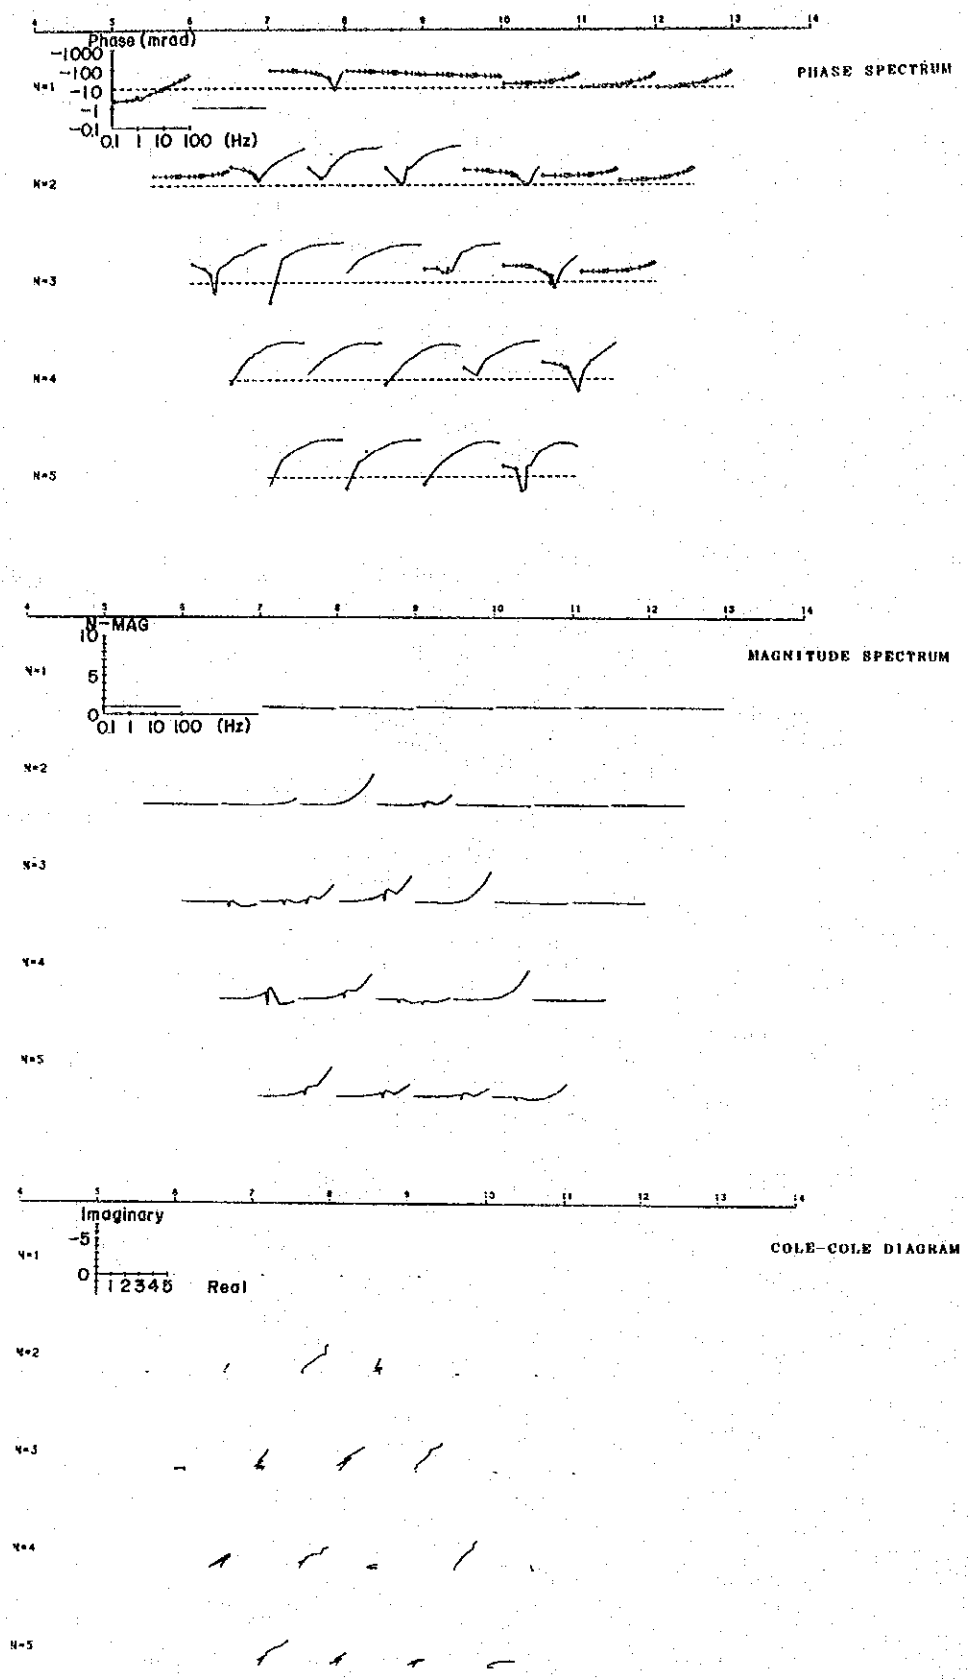 4 5 6 7 8 9 10 11 12 13 14
Phase (mrad)
-1000
-100
-10
-1
-0.1
0.1 1 10 100 (Hz)
PHASE SPECTRUM
N=1
N=2
N=3
N=4
N=5
4 5 6 7 8 9 10 11 12 13 14
N-MAG
10
5
0
0.1 1 10 100 (Hz)
MAGNITUDE SPECTRUM
N=1
N=2
N=3
N=4
N=5
4 5 6 7 8 9 10 11 12 13 14
Imaginary
-5
0
1 2 3 4 5 Real
COLE-COLE DIAGRAM
N=1
N=2
N=3
N=4
N=5